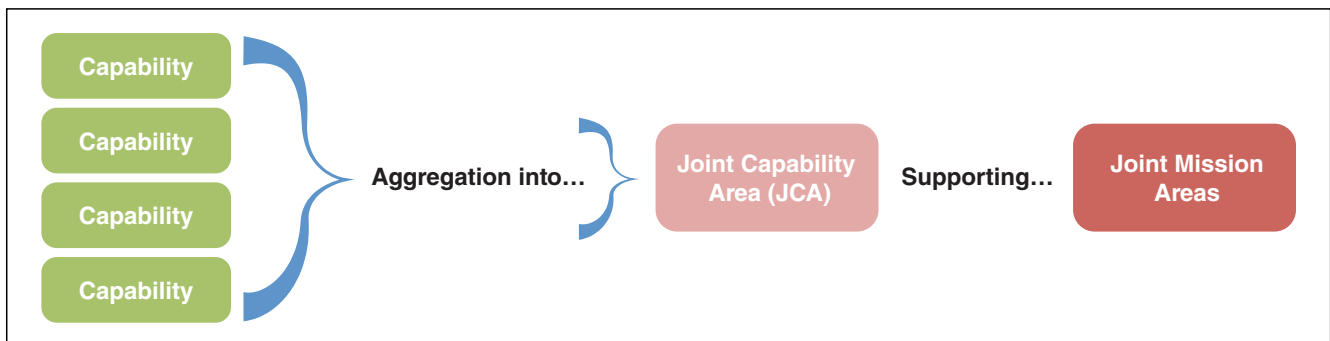 Capability
Capability
Capability
Capability
Aggregation into…
Joint Capability
Area (JCA)
Supporting…
Joint Mission
Areas